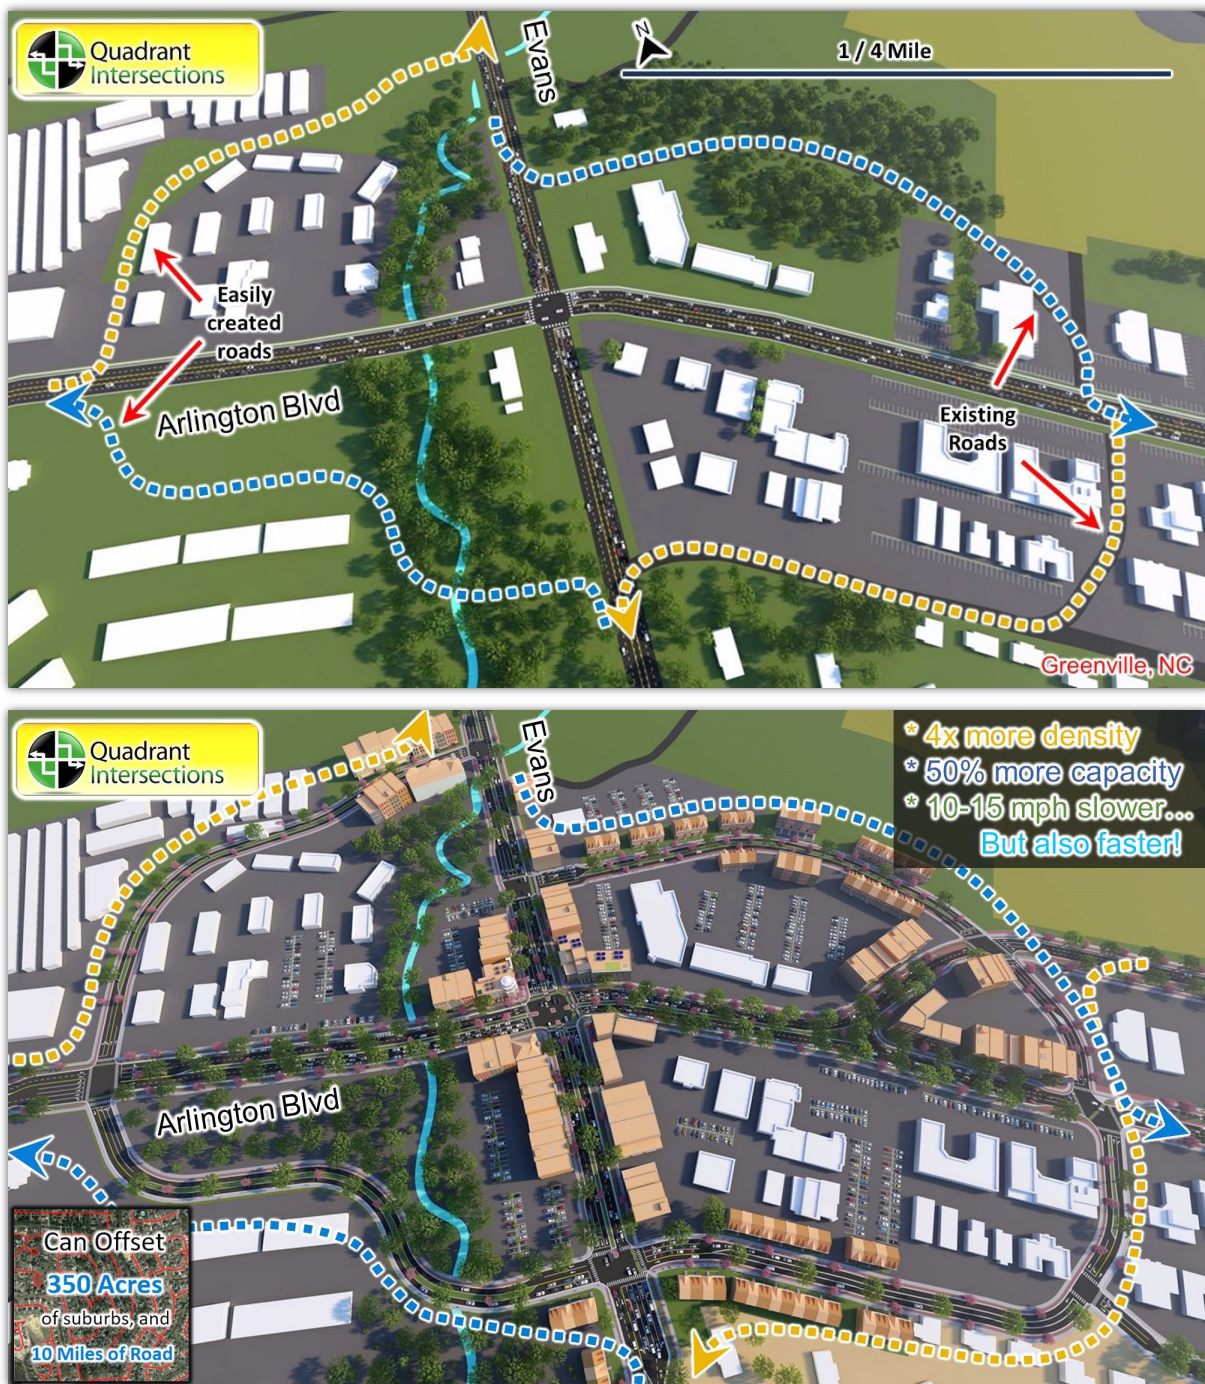 Quadrant
Intersections
Evans
N
1 / 4 Mile
Easily
created
roads
Arlington Blvd
Existing
Roads
Greenville, NC
Quadrant
Intersections
Evans
* 4x more density
* 50% more capacity
* 10-15 mph slower...
But also faster!
Arlington Blvd
Can Offset
350 Acres
of suburbs, and
10 Miles of Road